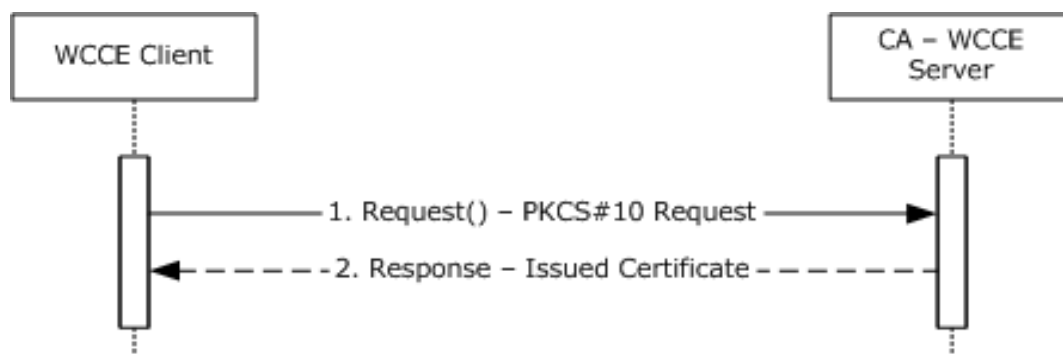 WCCE Client
CA – WCCE
Server
1. Request() – PKCS#10 Request
2. Response – Issued Certificate